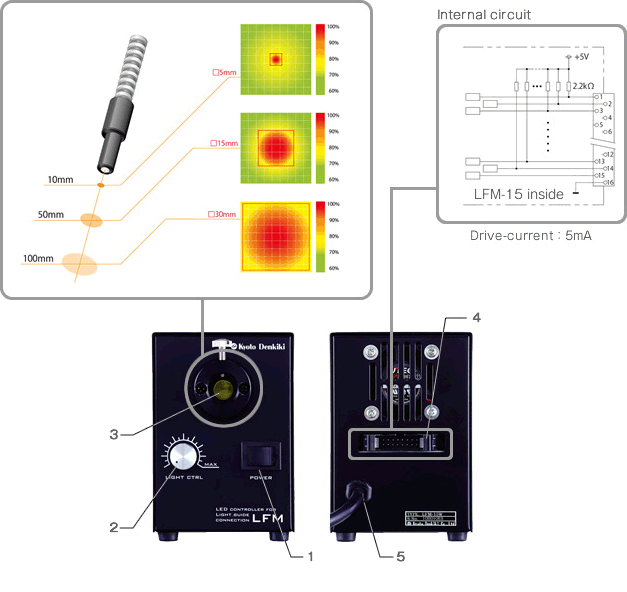 Internal circuit
100%
90%
80%
70%
60%
□5mm
100%
90%
80%
70%
60%
□15mm
100%
90%
80%
70%
60%
□30mm
10mm
50mm
100mm
+5V
2.2kΩ
1
2
3
4
5
6
12
13
14
15
16
LFM-15 inside
Drive-current : 5mA
Kyoto Denkiki
MAX
LIGHT CTRL
POWER
LED CONTROLLER FOR
LIGHT GUIDE
CONNECTION LFM
3
2
1
4
5